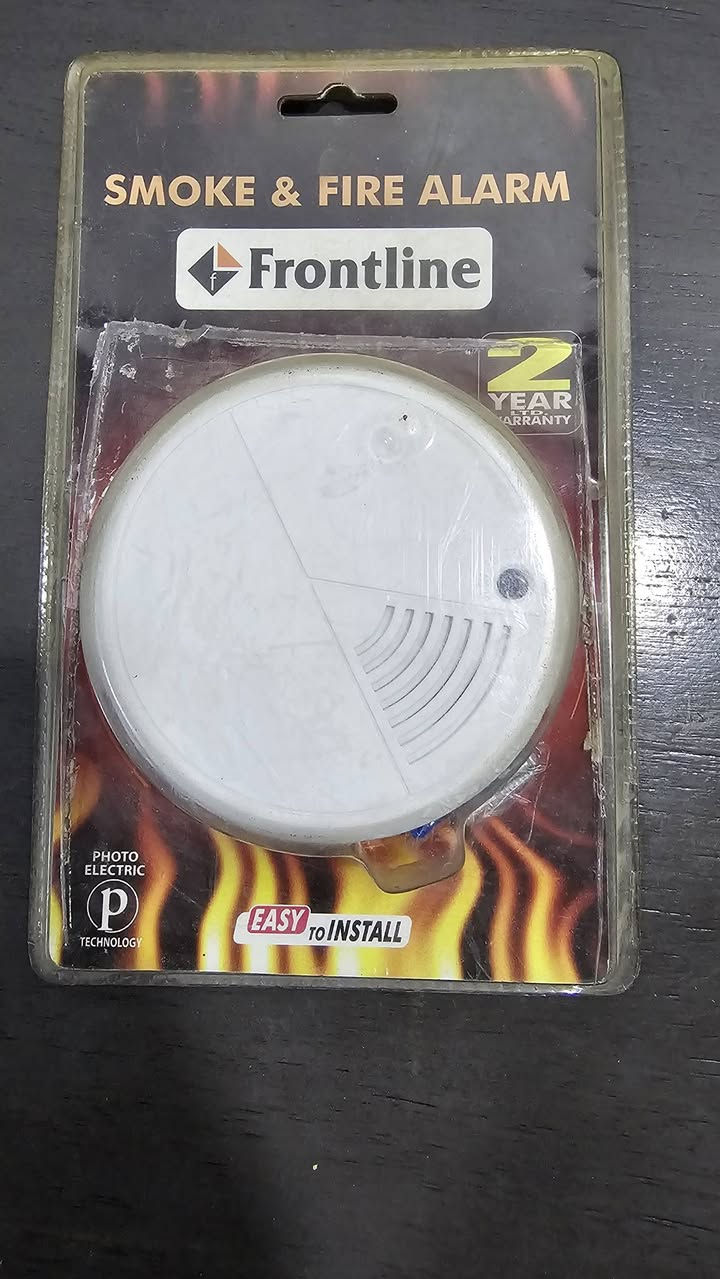 SMOKE & FIRE ALARM
f Frontline
2
YEAR
LTD.
WARRANTY
PHOTO
ELECTRIC
p
TECHNOLOGY
EASY TO INSTALL